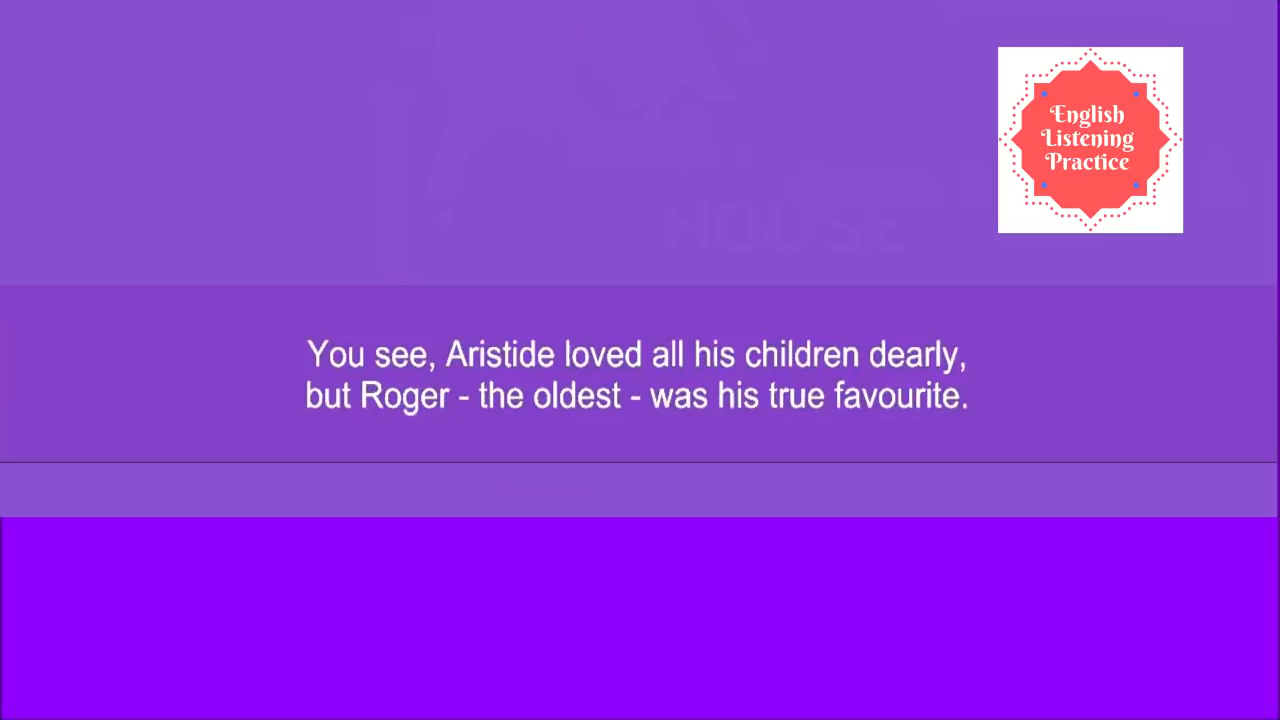 English
Listening
Practice
HOUSE
You see, Aristide loved all his children dearly,
but Roger - the oldest - was his true favourite.